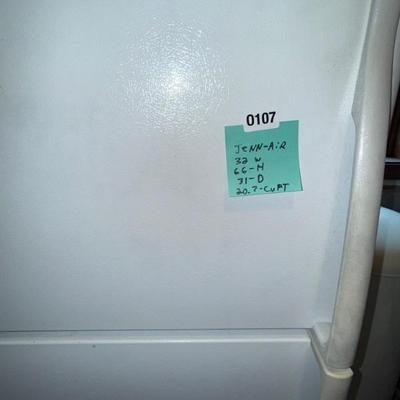 0107
JENN-AiR
32 W
66-H
31-D
20.7-CuFT